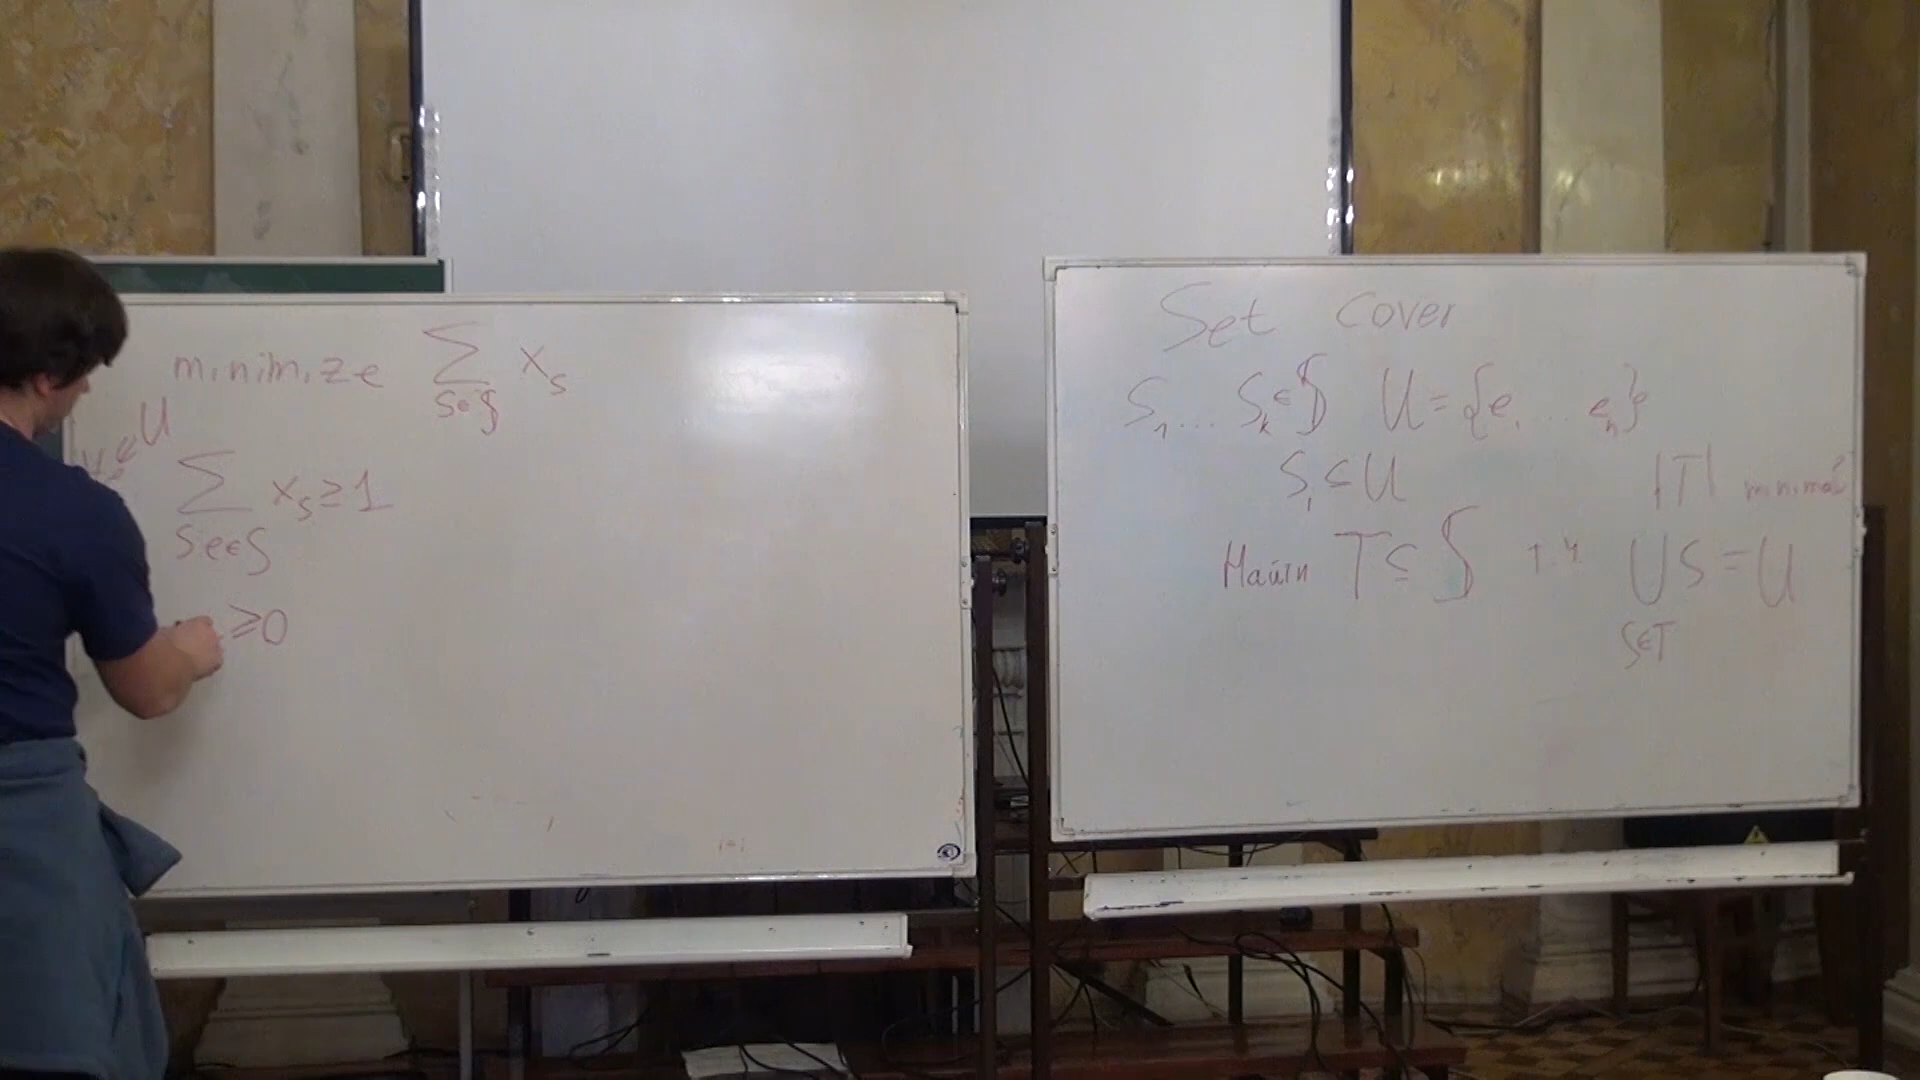 minimize ∑ x_s
S∈S
∀e∈U
∑ x_s ≥ 1
S: e∈S
≥0
Set Cover
S_1 ... S_k ∈ S U = {e_1 ... e_n}
S_i ⊆ U
|T| minimal
Найти T ⊆ S т.ч. ⋃ S = U
S∈T